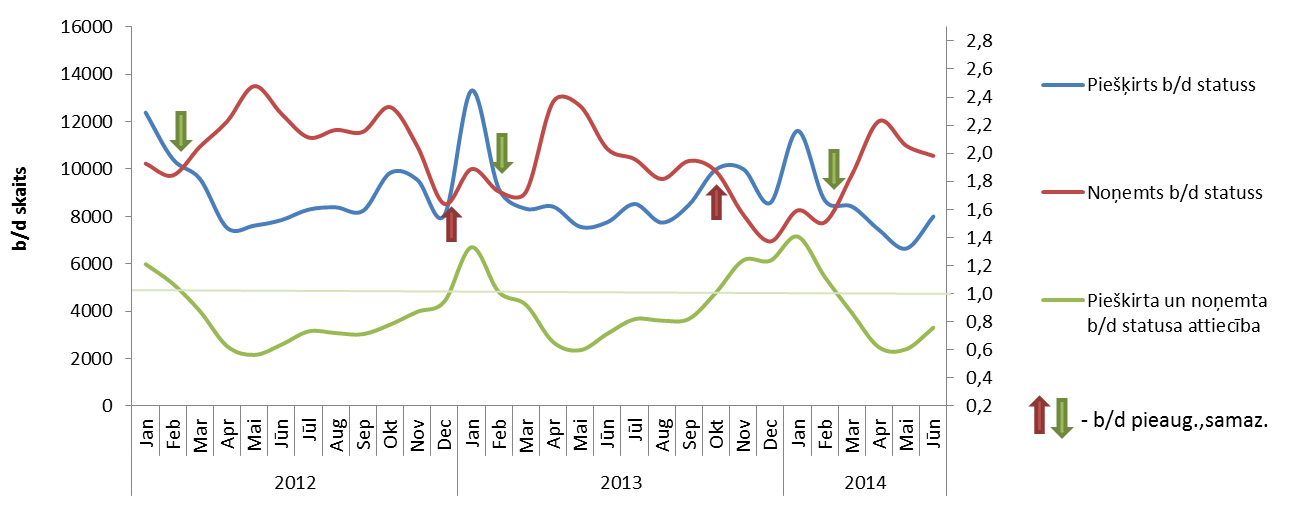 16000
14000
12000
10000
8000
6000
4000
2000
0
b/d skaits
2,8
2,6
2,4
2,2
2,0
1,8
1,6
1,4
1,2
1,0
0,8
0,6
0,4
0,2
Jan Feb Mar Apr Mai Jūn Jūl Aug Sep Okt Nov Dec Jan Feb Mar Apr Mai Jūn Jūl Aug Sep Okt Nov Dec Jan Feb Mar Apr Mai Jūn
2012 2013 2014
Piešķirts b/d statuss
Noņemts b/d statuss
Piešķirta un noņemta
b/d statusa attiecība
- b/d pieaug.,samaz.